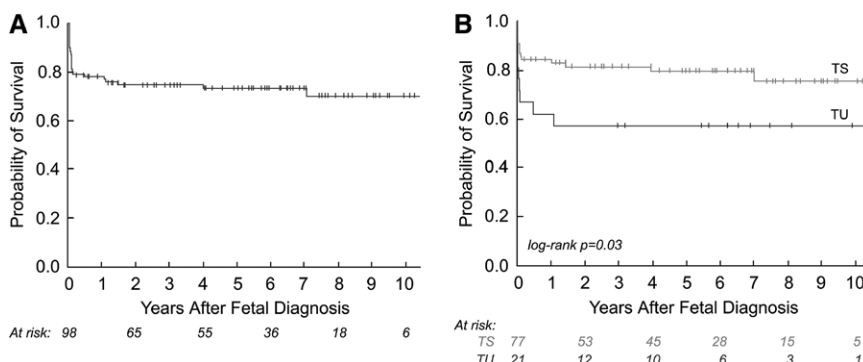 A
Probability of Survival
1.0
0.8
0.6
0.4
0.2
0.0
0 1 2 3 4 5 6 7 8 9 10
Years After Fetal Diagnosis
At risk: 98 65 55 36 18 6
B
Probability of Survival
1.0
0.8
0.6
0.4
0.2
0.0
TS
TU
log-rank p=0.03
0 1 2 3 4 5 6 7 8 9 10
Years After Fetal Diagnosis
At risk:
TS 77 53 45 28 15 5
TU 21 12 10 6 3 1